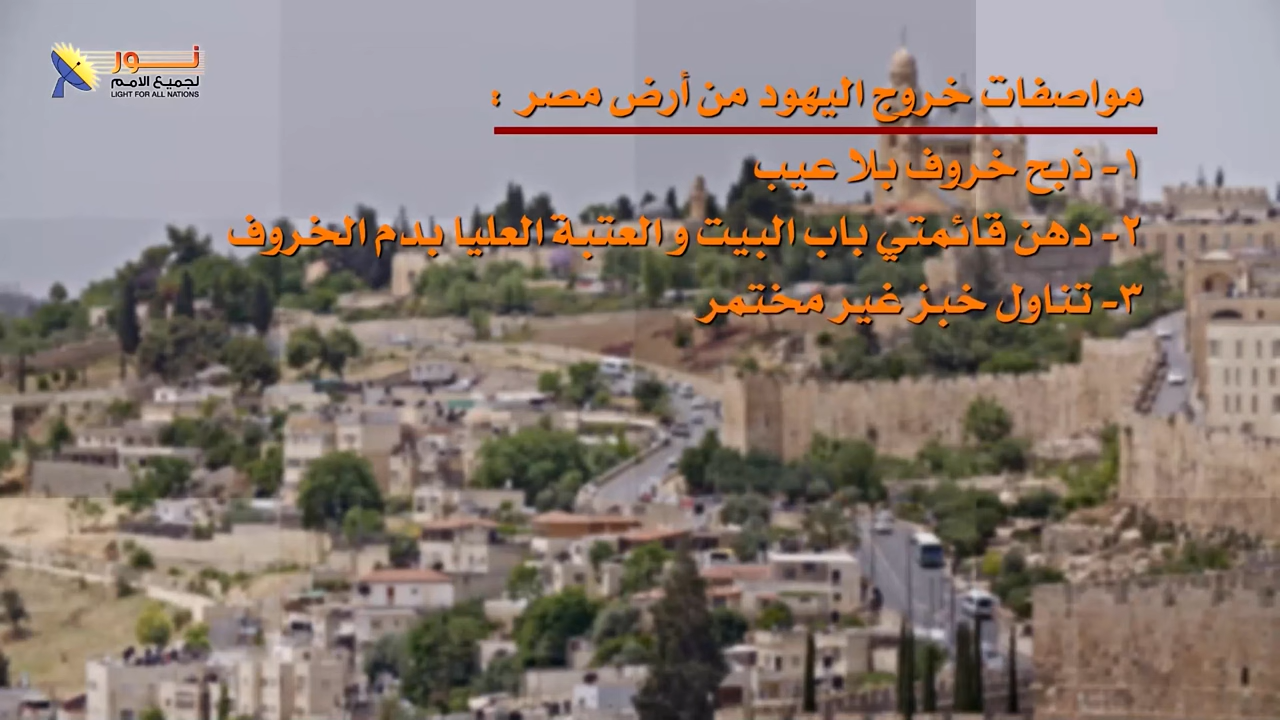 نـور
لجميع الامم
LIGHT FOR ALL NATIONS
مواصفات خروج اليهود من أرض مصر :
١- ذبح خروف بلا عيب
٢- دهن قائمتي باب البيت و العتبة العليا بدم الخروف
٣- تناول خبز غير مختمر